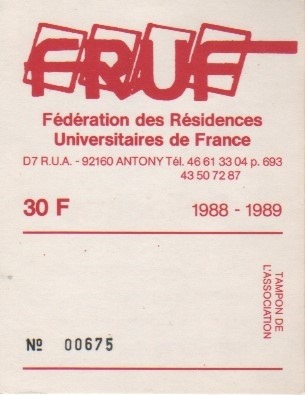 FRUF
Fédération des Résidences
Universitaires de France
D7 R.U.A. - 92160 ANTONY Tél. 46 61 33 04 p. 693
43 50 72 87
30 F 1988 - 1989
TAMPON DE
L'ASSOCIATION
Nº 00675